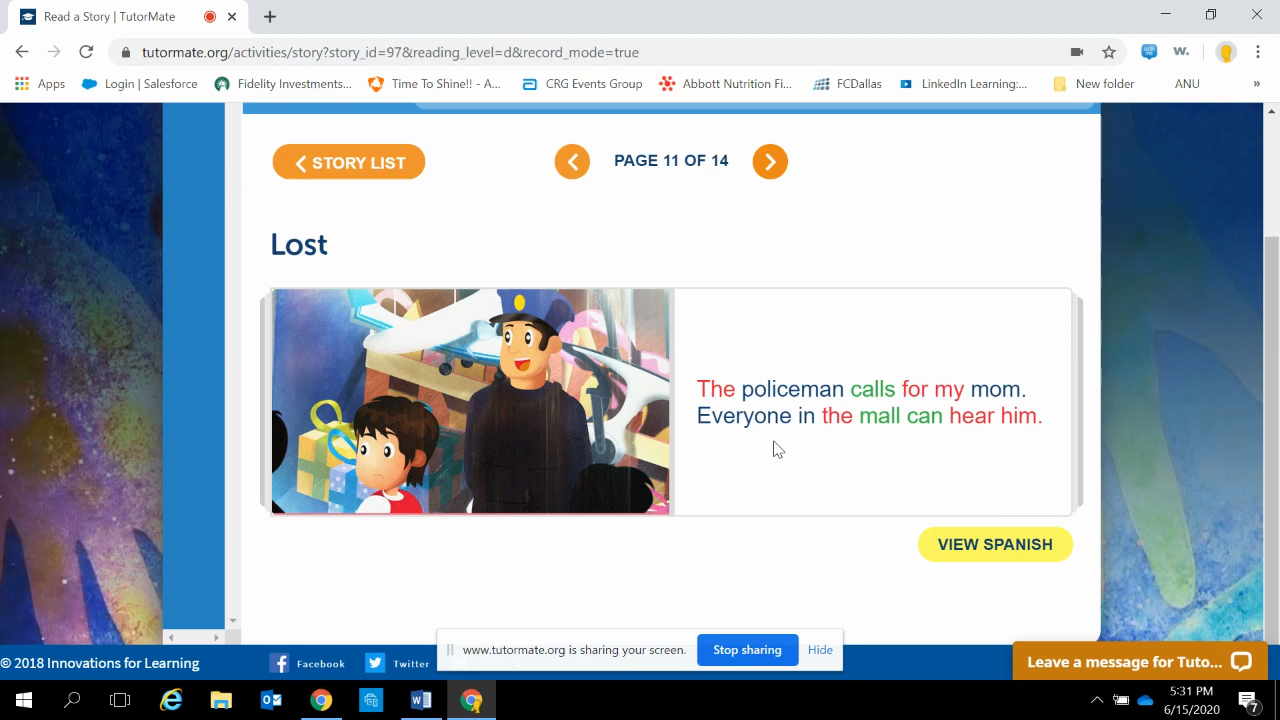 Read a Story | TutorMate
tutormate.org/activities/story?story_id=97&reading_level=d&record_mode=true
w.
Apps
Login | Salesforce
Fidelity Investments...
Time To Shine!! - A...
CRG Events Group
Abbott Nutrition Fi...
FCDallas
LinkedIn Learning:...
New folder
ANU
»
STORY LIST
PAGE 11 OF 14
Lost
The policeman calls for my mom.
Everyone in the mall can hear him.
VIEW SPANISH
www.tutormate.org is sharing your screen.
Stop sharing
Hide
© 2018 Innovations for Learning
Facebook
Twitter
Leave a message for Tuto...
5:31 PM
6/15/2020
7